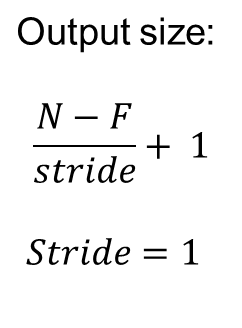 Output size:
N − F
stride
+ 1
Stride = 1